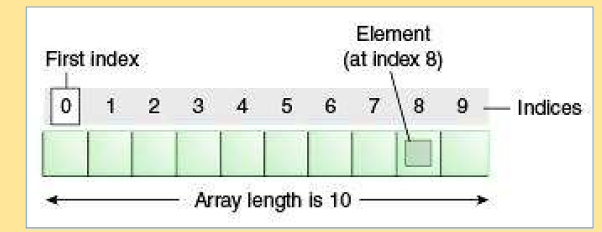 Element
First index (at index 8)
0 1 2 3 4 5 6 7 8 9 Indices
Array length is 10